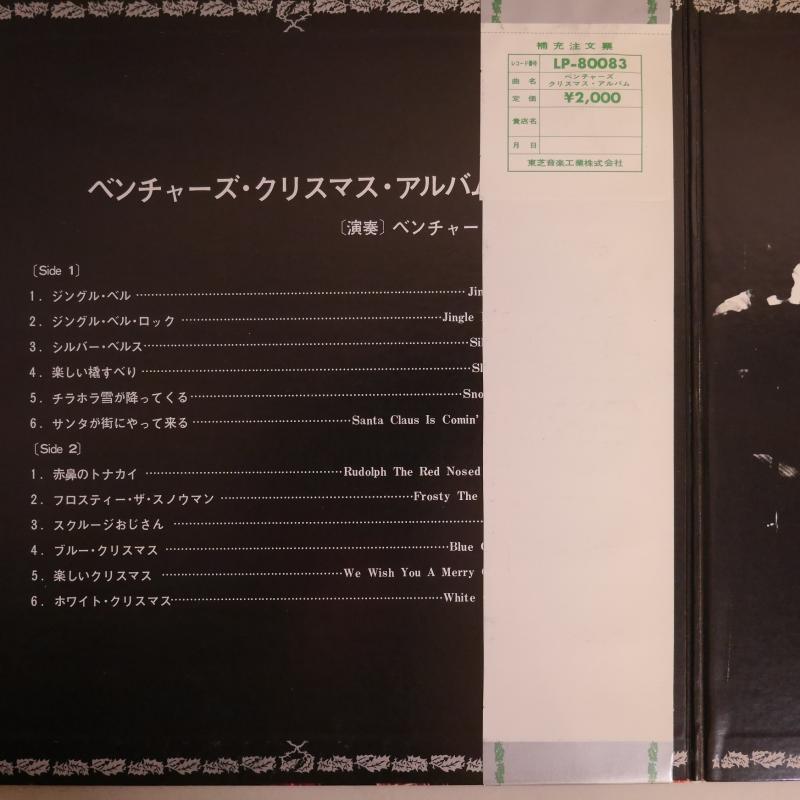 補充注文票
レコード番号 LP-80083
曲名 ベンチャーズ
クリスマス・アルバム
定価 ¥2,000
貴店名
月日
東芝音楽工業株式会社
ベンチャーズ・クリスマス・アルバム
〔演奏〕ベンチャー
〔Side 1〕
1. ジングル・ベル
2. ジングル・ベル・ロック Jingle
3. シルバー・ベルス
4. 楽しい橇すべり
5. チラホラ雪が降ってくる
6. サンタが街にやって来る Santa Claus Is Comin'
〔Side 2〕
1. 赤鼻のトナカイ Rudolph The Red Nosed
2. フロスティー・ザ・スノウマン Frosty The
3. スクルージおじさん
4. ブルー・クリスマス Blue
5. 楽しいクリスマス We Wish You A Merry
6. ホワイト・クリスマス White